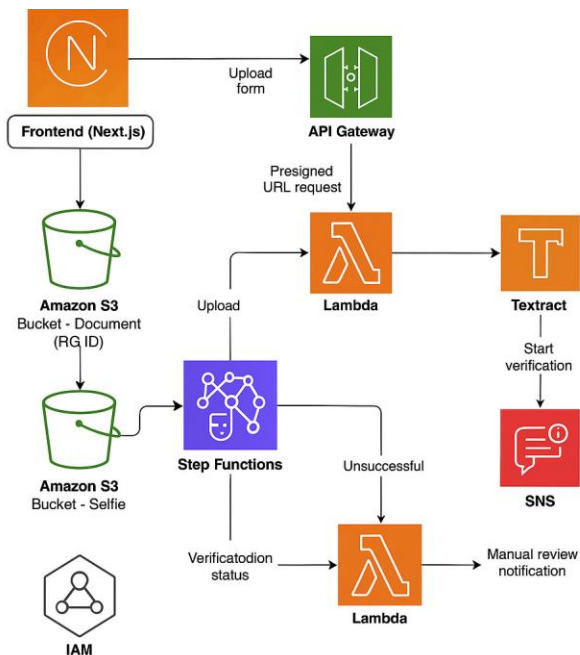 N
Upload
form
Frontend (Next.js)
API Gateway
Presigned
URL request
Amazon S3
Bucket - Document
(RG ID)
Upload
Lambda
T
Textract
Start
verification
Step Functions
Unsuccessful
SNS
Amazon S3
Bucket - Selfie
Verificatodion
status
Lambda
Manual review
notification
IAM